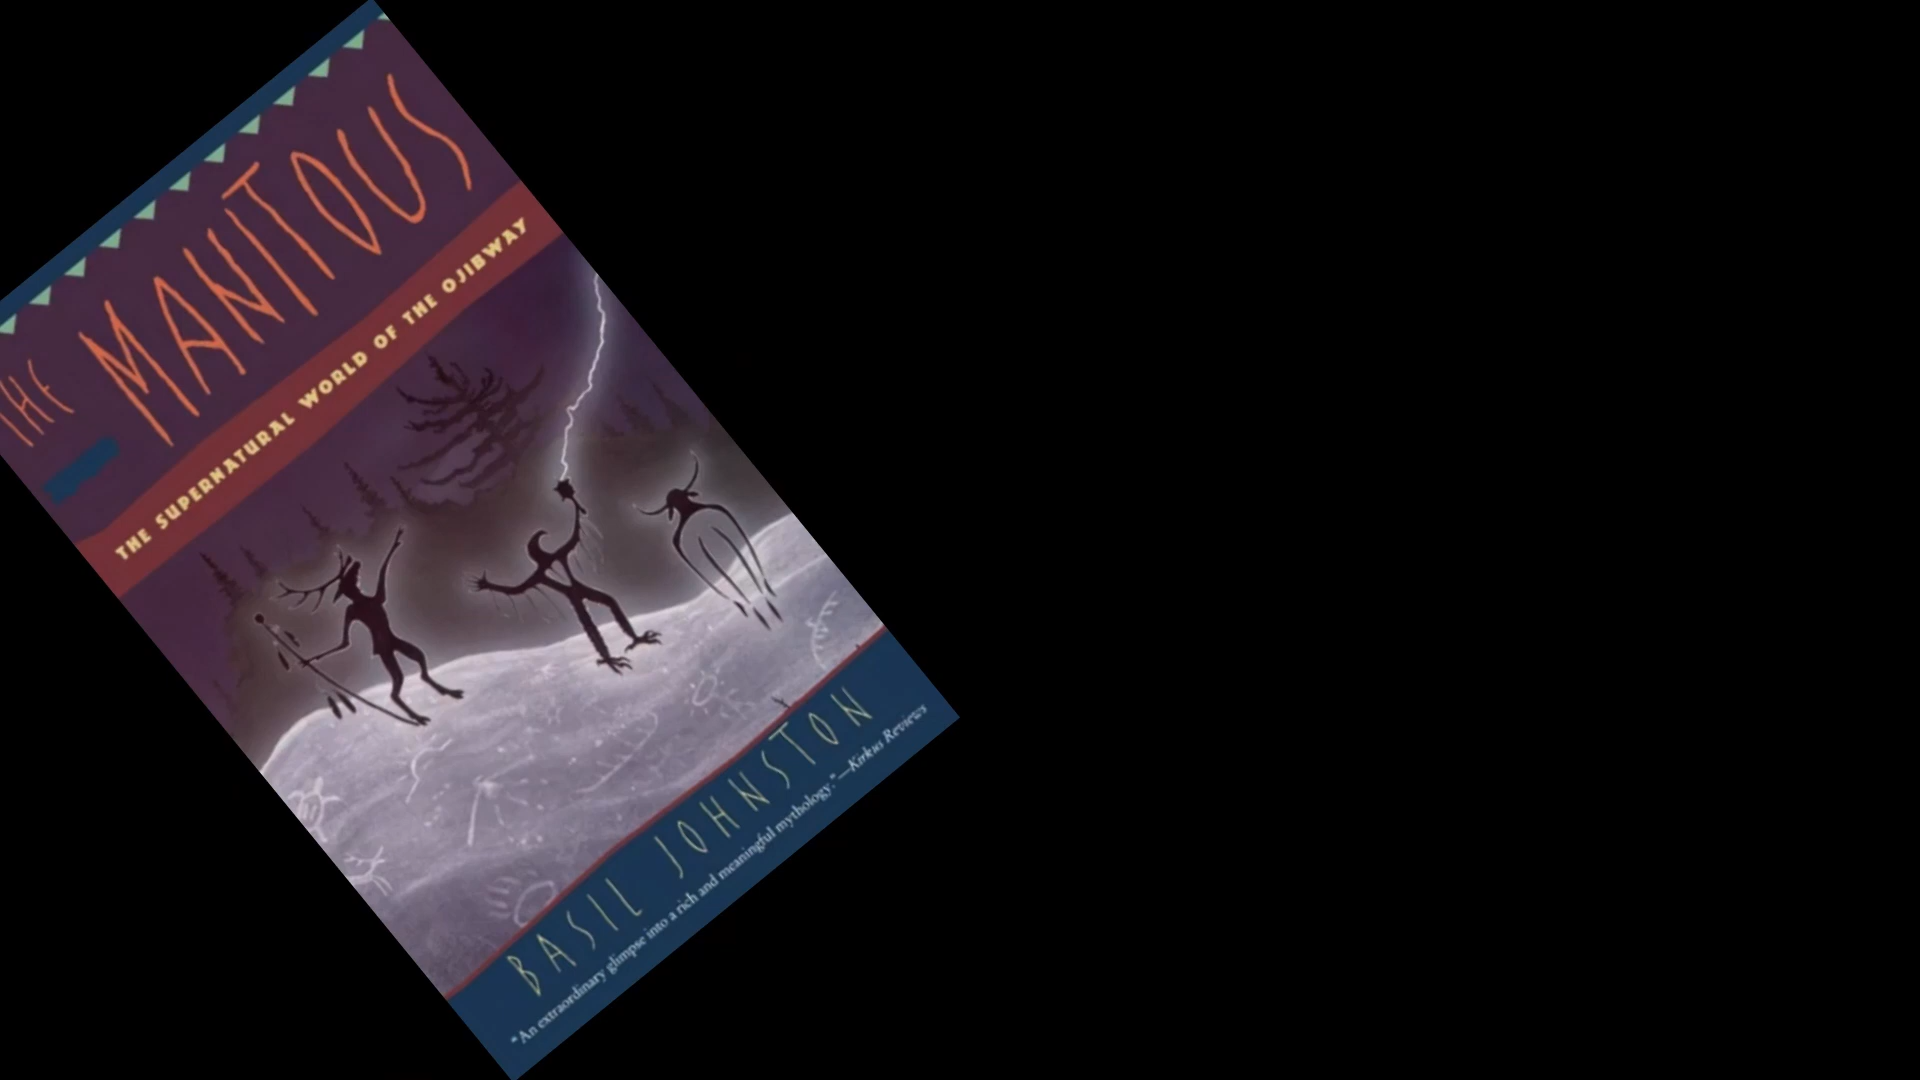 THE MANITOUS
THE SUPERNATURAL WORLD OF THE OJIBWAY
BASIL JOHNSTON
“An extraordinary glimpse into a rich and meaningful mythology.”—Kirkus Reviews